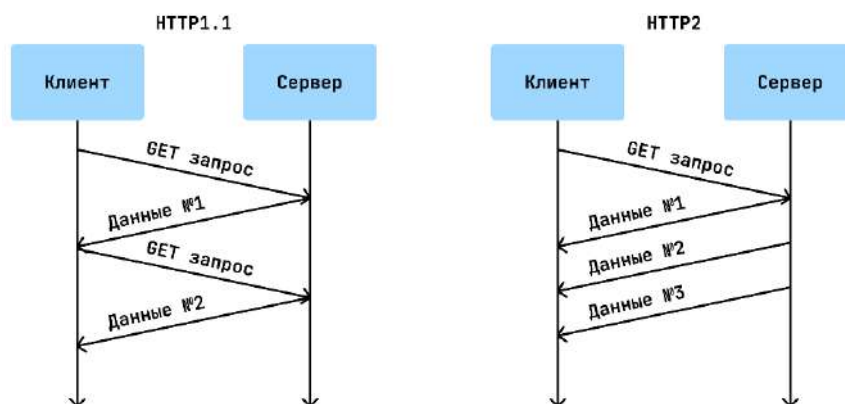 HTTP1.1
Клиент
Сервер
GET запрос
Данные №1
GET запрос
Данные №2
HTTP2
Клиент
Сервер
GET запрос
Данные №1
Данные №2
Данные №3